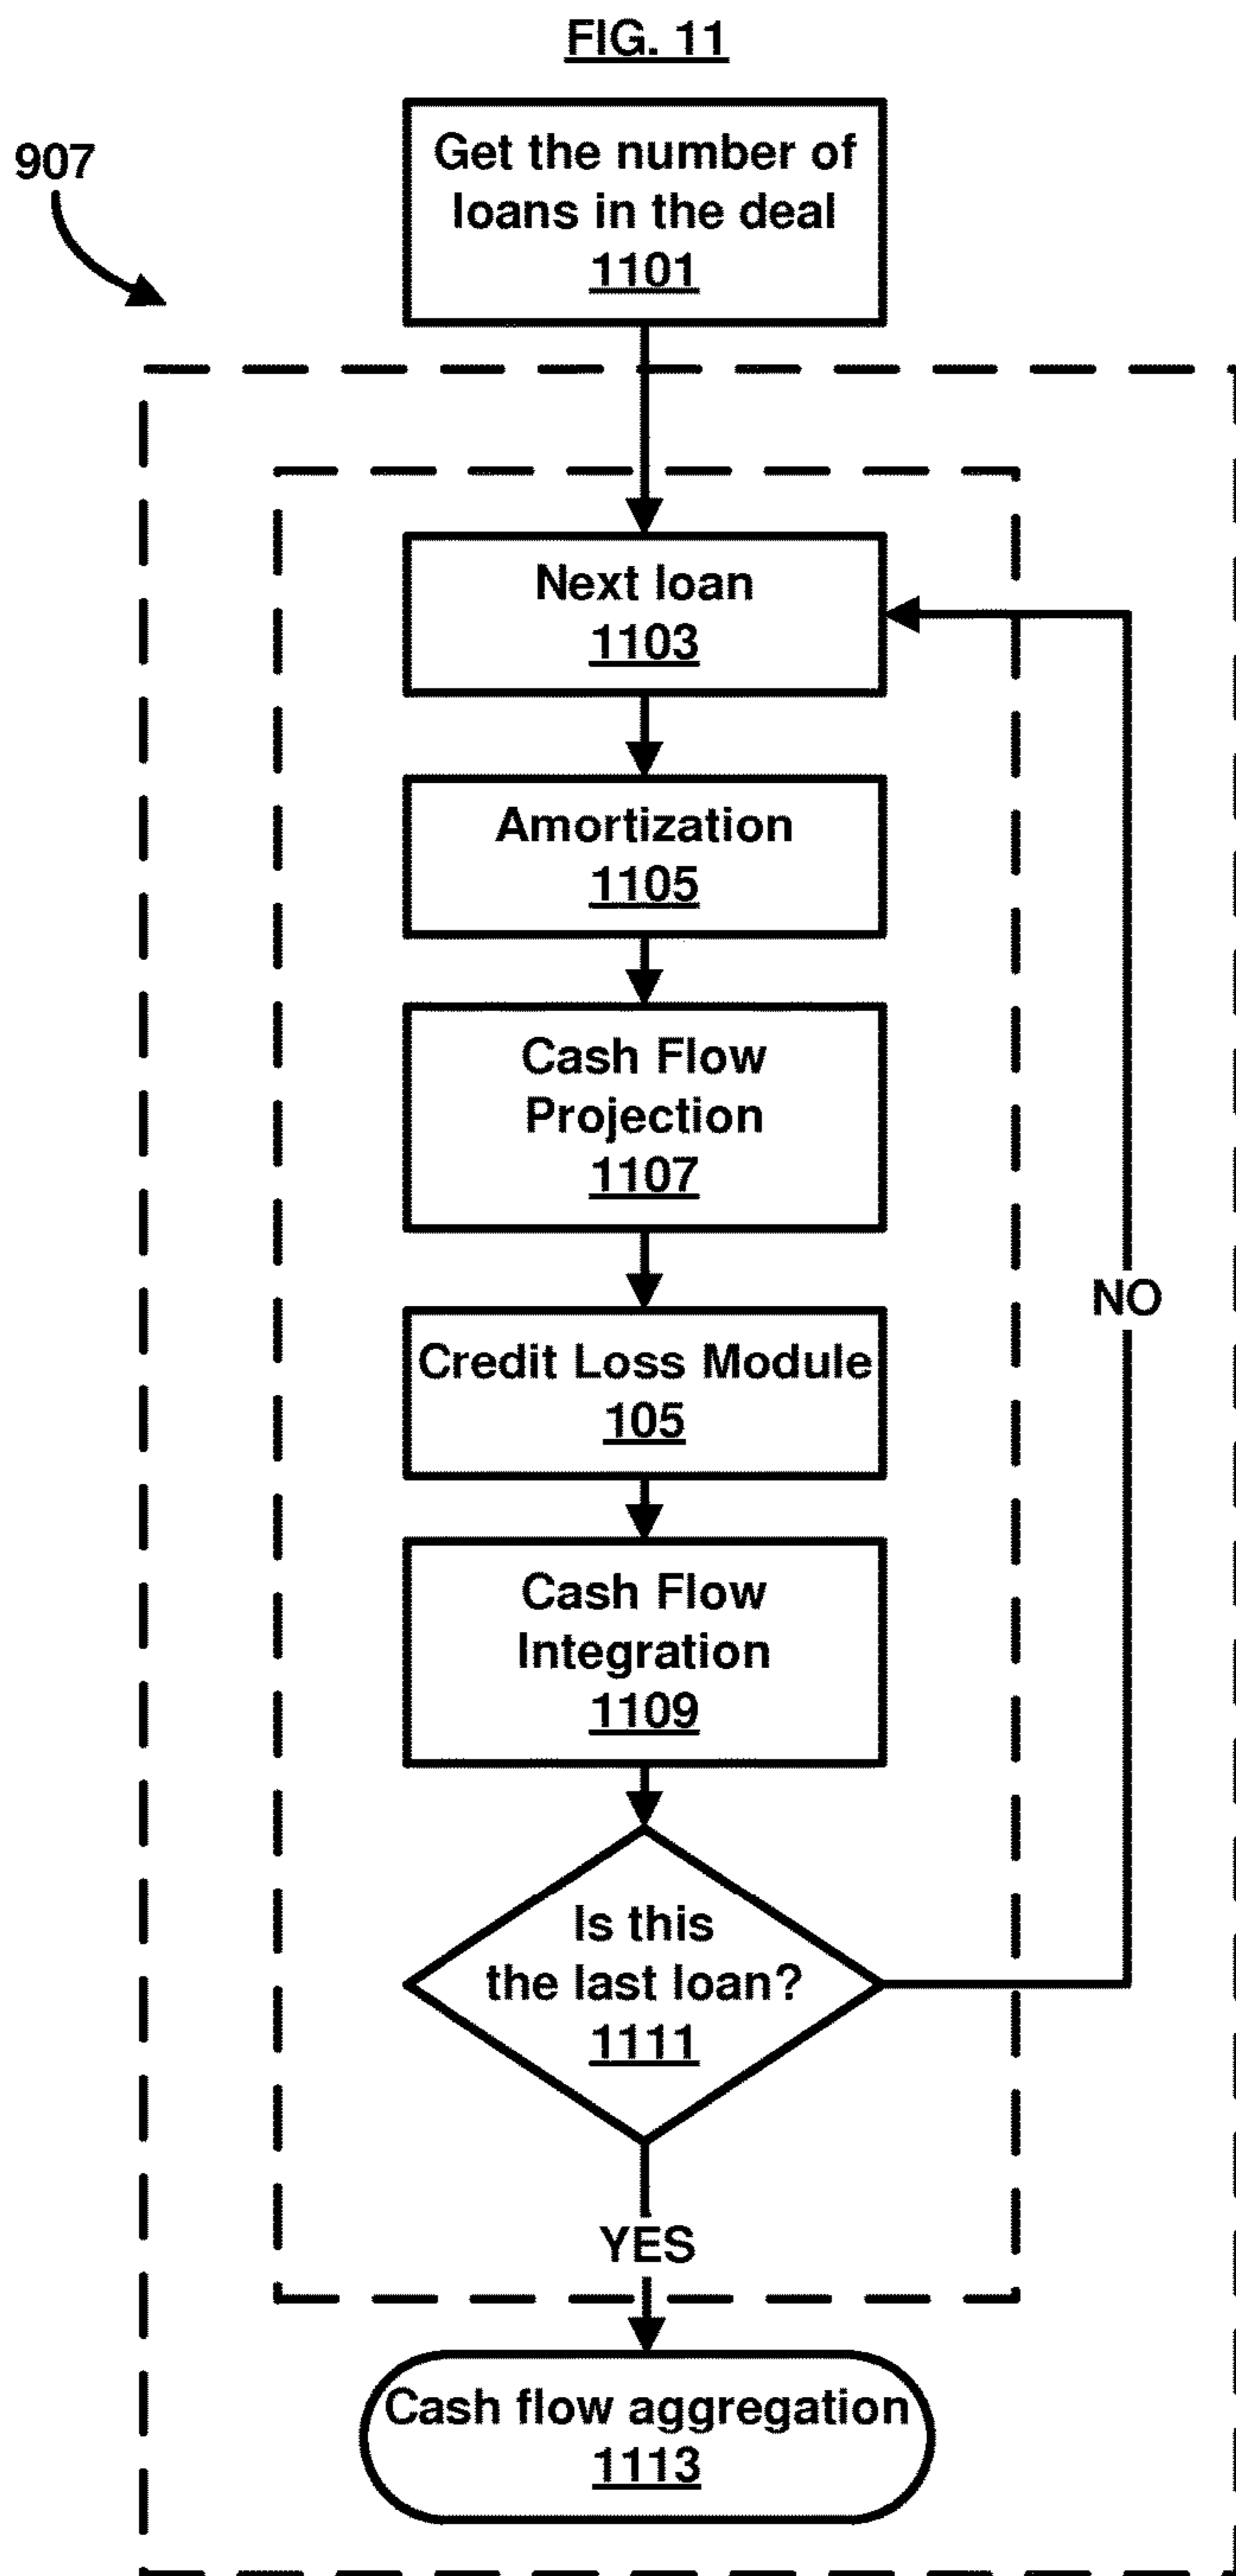 FIG. 11
907
Get the number of
loans in the deal
1101
Next loan
1103
Amortization
1105
Cash Flow
Projection
1107
Credit Loss Module
105
NO
Cash Flow
Integration
1109
Is this
the last loan?
1111
YES
Cash flow aggregation
1113